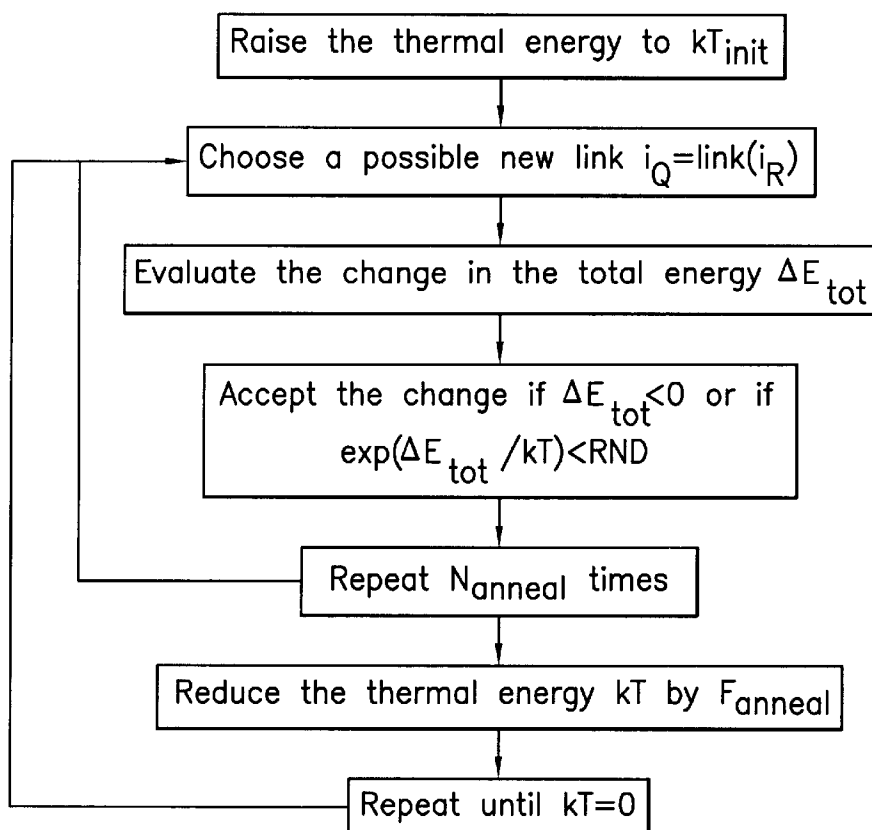 Raise the thermal energy to kT_init
Choose a possible new link i_Q=link(i_R)
Evaluate the change in the total energy ΔE_tot
Accept the change if ΔE_tot<0 or if
exp(ΔE_tot /kT)<RND
Repeat N_anneal times
Reduce the thermal energy kT by F_anneal
Repeat until kT=0